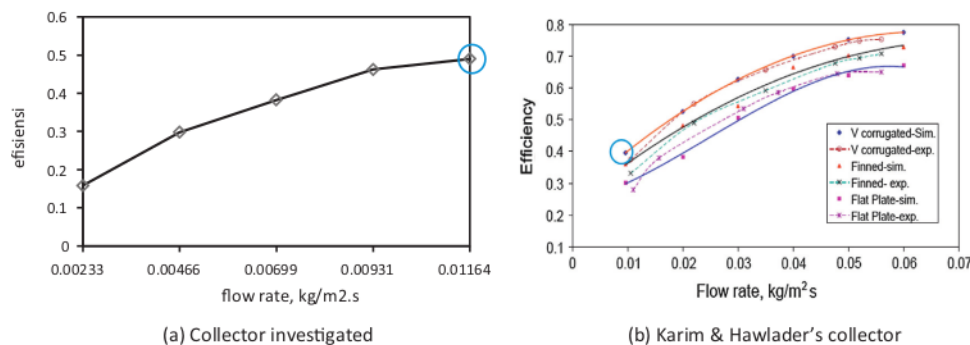 0.6
0.5
0.4
0.3
0.2
0.1
0
efisiensi
0.00233 0.00466 0.00699 0.00931 0.01164
flow rate, kg/m2.s
(a) Collector investigated
0.8
0.7
0.6
0.5
0.4
0.3
0.2
0.1
Efficiency
V corrugated-Sim.
V corrugated-exp.
Finned-sim.
Finned- exp.
Flat Plate-sim.
Flat Plate-exp.
0 0.01 0.02 0.03 0.04 0.05 0.06 0.07
Flow rate, kg/m² s
(b) Karim & Hawlader's collector